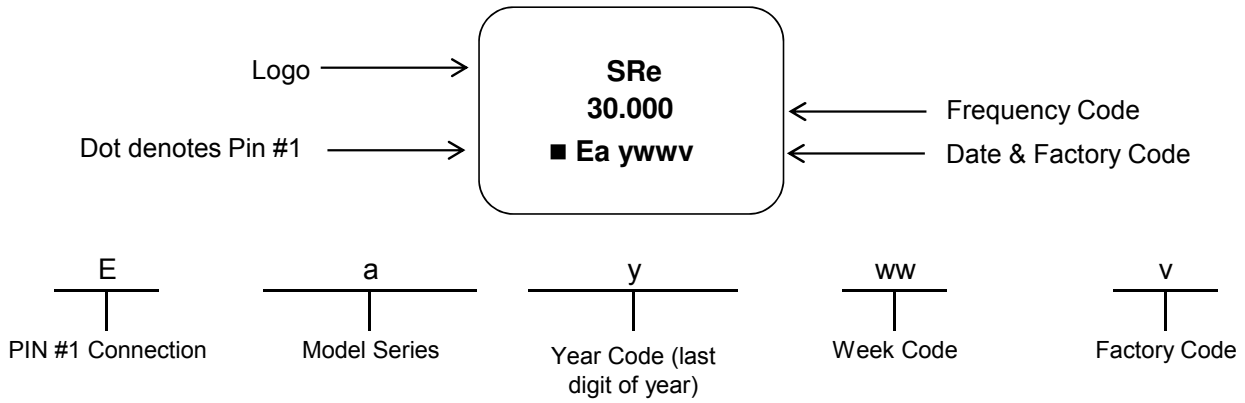 Logo
SRe
30.000
Frequency Code
Dot denotes Pin #1
■ Ea ywwv
Date & Factory Code
E
a
y
ww
v
PIN #1 Connection
Model Series
Year Code (last
digit of year)
Week Code
Factory Code